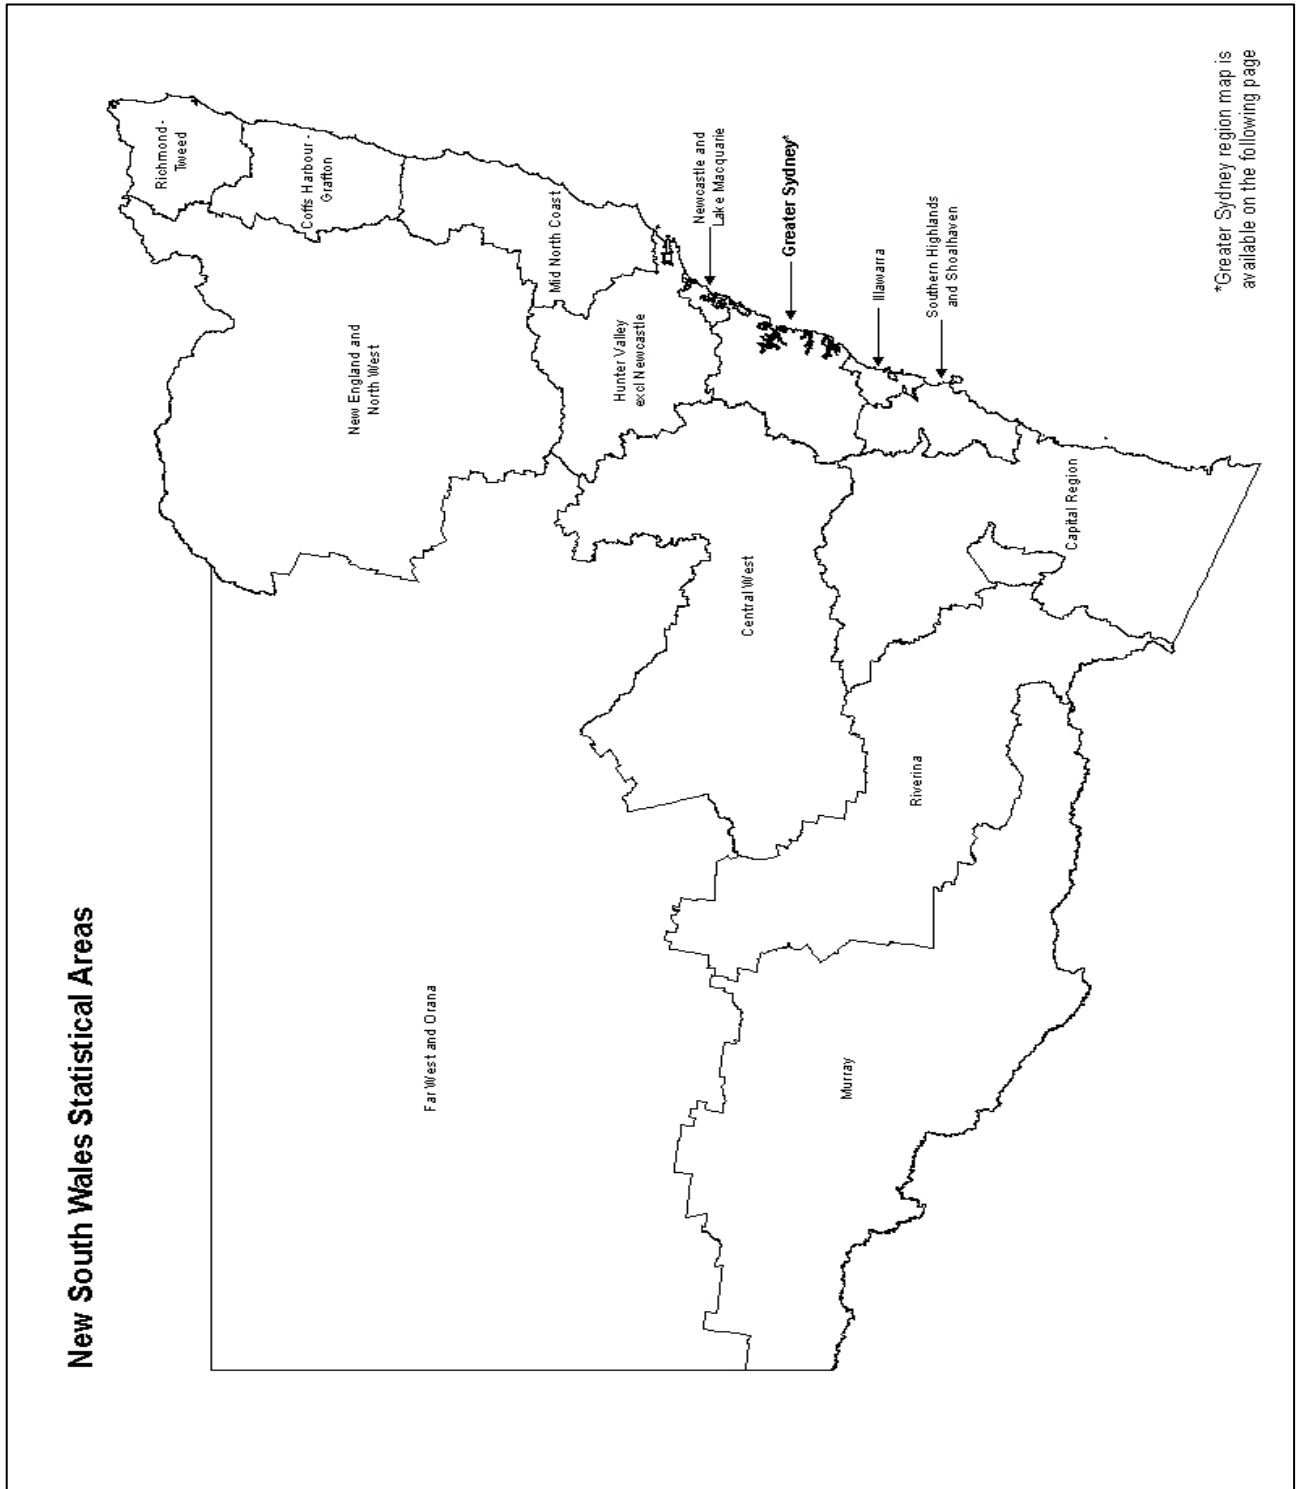 New South Wales Statistical Areas
Richmond -
Tweed
Coffs Harbour -
Grafton
New England and
North West
Mid North Coast
Hunter Valley
excl Newcastle
Newcastle and
Lake Macquarie
Greater Sydney*
Illawarra
Southern Highlands
and Shoalhaven
Far West and Orana
Central West
Capital Region
Riverina
Murray
*Greater Sydney region map is
available on the following page